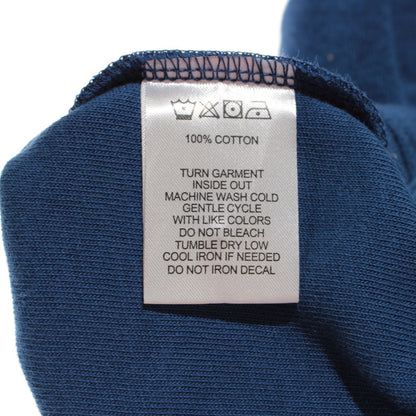 100% COTTON
TURN GARMENT
INSIDE OUT
MACHINE WASH COLD
GENTLE CYCLE
WITH LIKE COLORS
DO NOT BLEACH
TUMBLE DRY LOW
COOL IRON IF NEEDED
DO NOT IRON DECAL